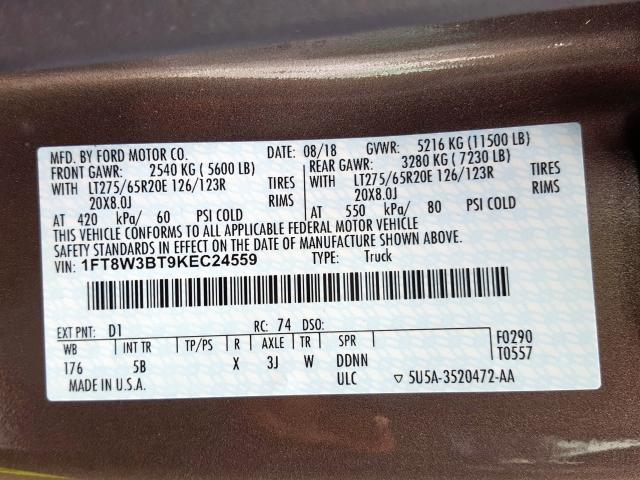 MFD. BY FORD MOTOR CO. DATE: 08/18 GVWR: 5216 KG (11500 LB)
FRONT GAWR: 2540 KG ( 5600 LB) REAR GAWR: 3280 KG ( 7230 LB)
WITH LT275/65R20E 126/123R TIRES WITH LT275/65R20E 126/123R TIRES
20X8.0J RIMS 20X8.0J RIMS
AT 420 kPa/ 60 PSI COLD AT 550 kPa/ 80 PSI COLD
THIS VEHICLE CONFORMS TO ALL APPLICABLE FEDERAL MOTOR VEHICLE
SAFETY STANDARDS IN EFFECT ON THE DATE OF MANUFACTURE SHOWN ABOVE.
VIN: 1FT8W3BT9KEC24559 TYPE: Truck
EXT PNT: D1 RC: 74 DSO:
WB INT TR TP/PS R AXLE TR SPR F0290
176 5B X 3J W DDNN T0557
MADE IN U.S.A. ULC ▽ 5U5A-3520472-AA